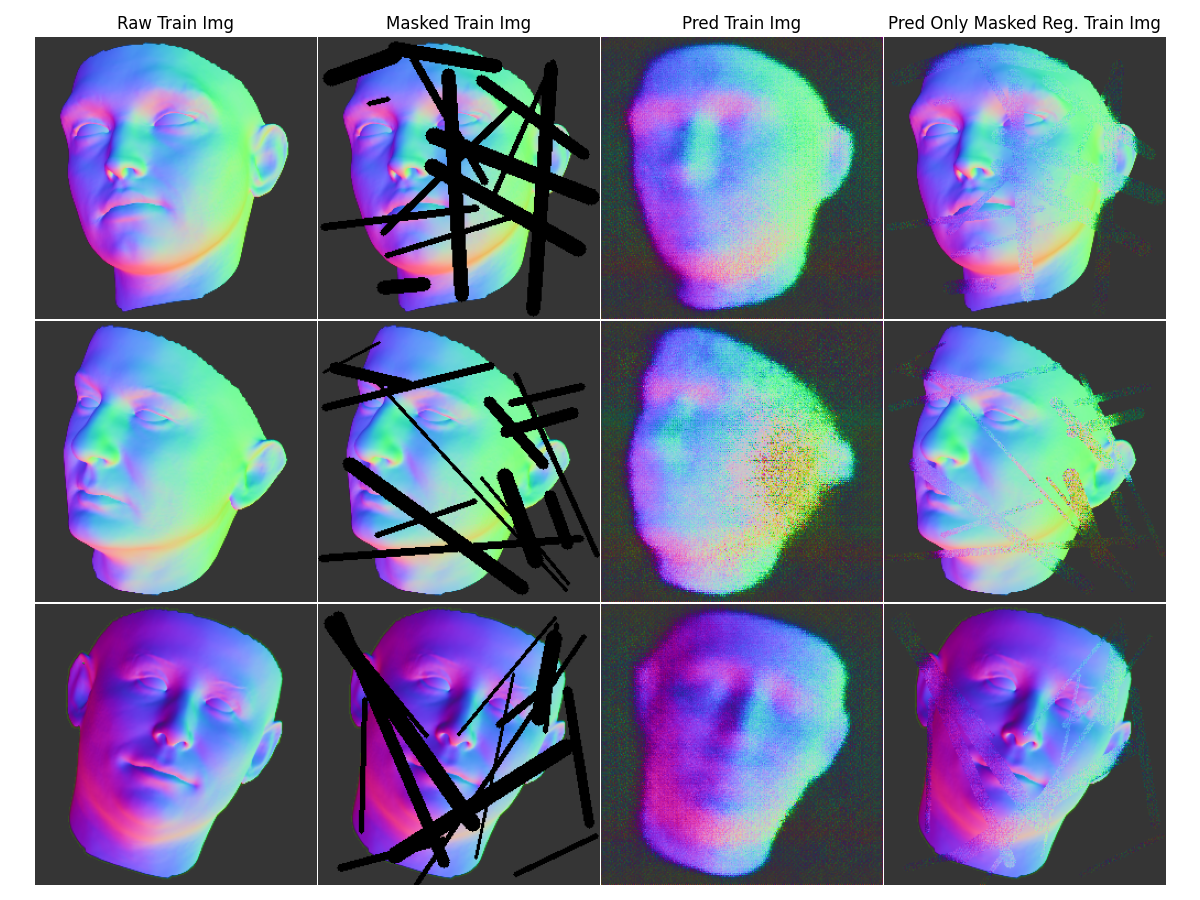 Raw Train Img
Masked Train Img
Pred Train Img
Pred Only Masked Reg. Train Img